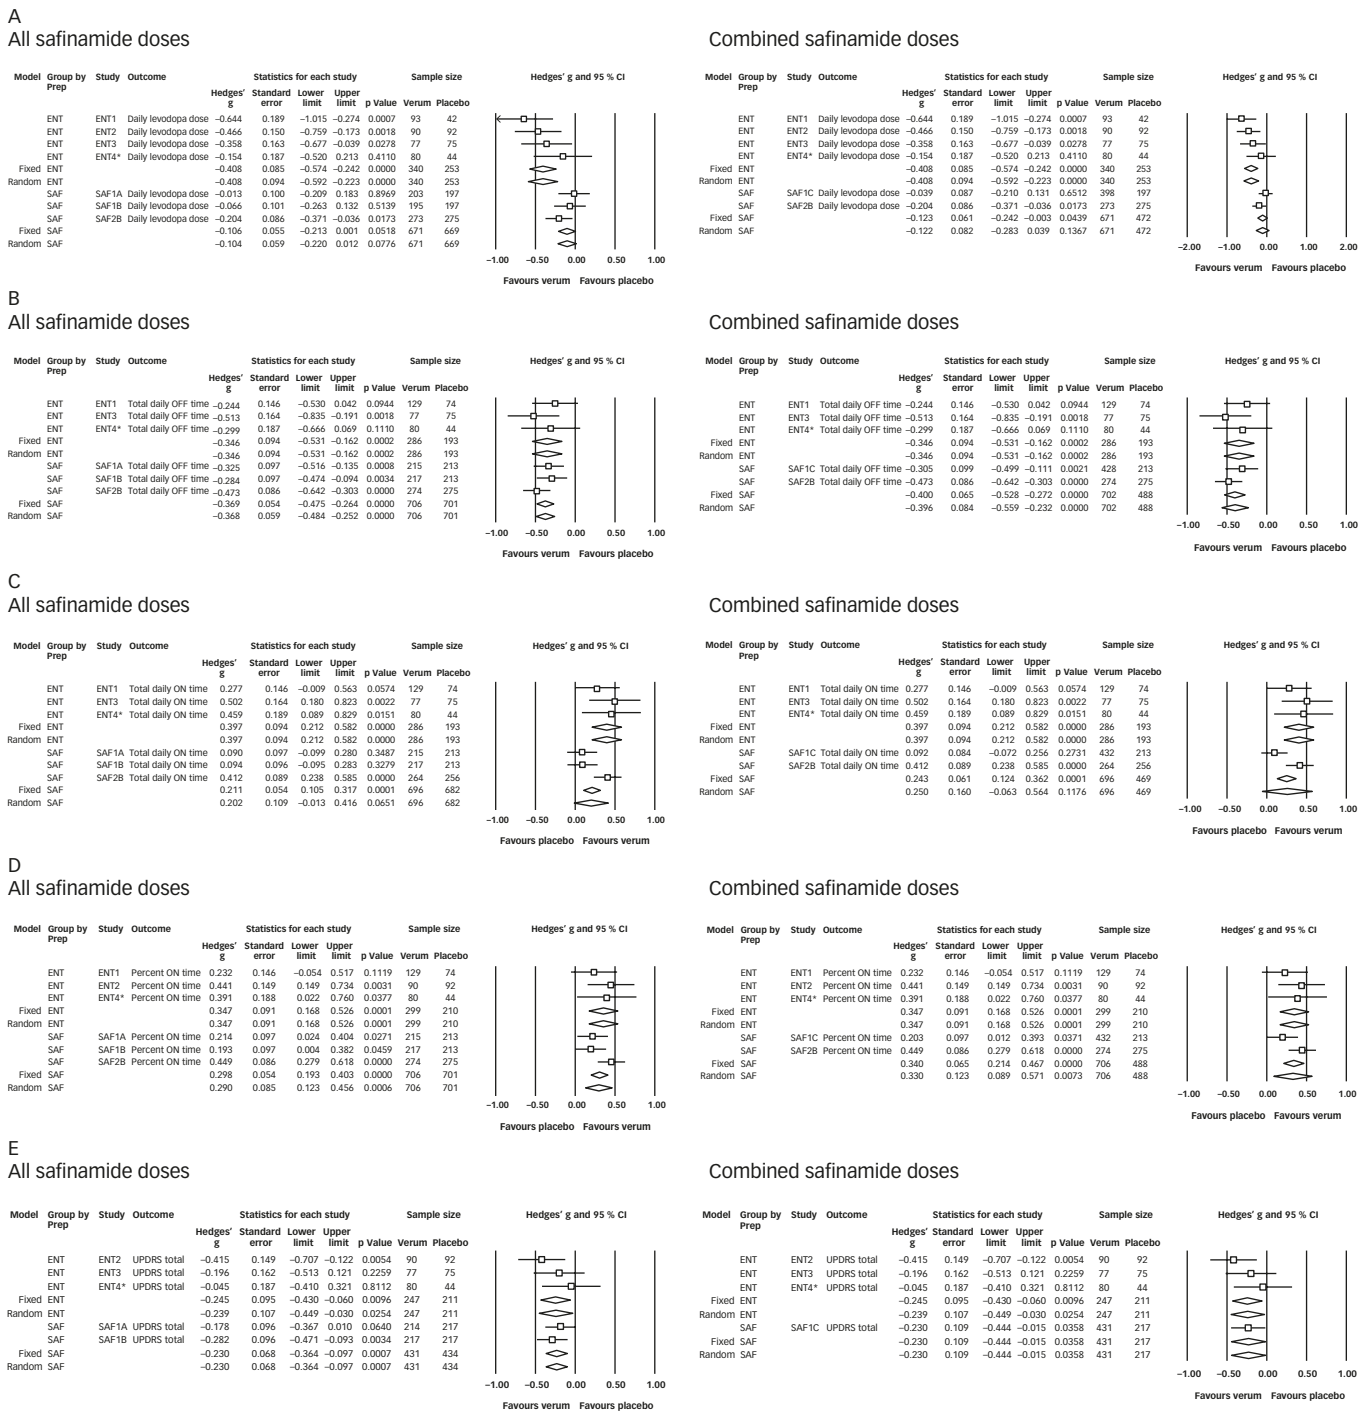 A
All safinamide doses
Combined safinamide doses
Model Group by Prep Study Outcome Statistics for each study Sample size Hedges' g and 95 % CI
Hedges' g Standard error Lower limit Upper limit p Value Verum Placebo
ENT ENT1 Daily levodopa dose −0.644 0.189 −1.015 −0.274 0.0007 93 42
ENT ENT2 Daily levodopa dose −0.466 0.150 −0.759 −0.173 0.0018 90 92
ENT ENT3 Daily levodopa dose −0.358 0.163 −0.677 −0.039 0.0278 77 75
ENT ENT4* Daily levodopa dose −0.154 0.187 −0.520 0.213 0.4110 80 44
Fixed ENT −0.408 0.085 −0.574 −0.242 0.0000 340 253
Random ENT −0.408 0.094 −0.592 −0.223 0.0000 340 253
SAF SAF1A Daily levodopa dose −0.013 0.100 −0.209 0.183 0.8969 203 197
SAF SAF1B Daily levodopa dose −0.066 0.101 −0.263 0.132 0.5139 195 197
SAF SAF2B Daily levodopa dose −0.204 0.086 −0.371 −0.036 0.0173 273 275
Fixed SAF −0.106 0.055 −0.213 0.001 0.0518 671 669
Random SAF −0.104 0.059 −0.220 0.012 0.0776 671 669
−1.00 −0.50 0.00 0.50 1.00
Favours verum Favours placebo
Model Group by Prep Study Outcome Statistics for each study Sample size Hedges' g and 95 % CI
Hedges' g Standard error Lower limit Upper limit p Value Verum Placebo
ENT ENT1 Daily levodopa dose −0.644 0.189 −1.015 −0.274 0.0007 93 42
ENT ENT2 Daily levodopa dose −0.466 0.150 −0.759 −0.173 0.0018 90 92
ENT ENT3 Daily levodopa dose −0.358 0.163 −0.677 −0.039 0.0278 77 75
ENT ENT4* Daily levodopa dose −0.154 0.187 −0.520 0.213 0.4110 80 44
Fixed ENT −0.408 0.085 −0.574 −0.242 0.0000 340 253
Random ENT −0.408 0.094 −0.592 −0.223 0.0000 340 253
SAF SAF1C Daily levodopa dose −0.039 0.087 −0.210 0.131 0.6512 398 197
SAF SAF2B Daily levodopa dose −0.204 0.086 −0.371 −0.036 0.0173 273 275
Fixed SAF −0.123 0.061 −0.242 −0.003 0.0439 671 472
Random SAF −0.122 0.082 −0.283 0.039 0.1367 671 472
−2.00 −1.00 0.00 1.00 2.00
Favours verum Favours placebo
B
All safinamide doses
Combined safinamide doses
Model Group by Prep Study Outcome Statistics for each study Sample size Hedges' g and 95 % CI
Hedges' g Standard error Lower limit Upper limit p Value Verum Placebo
ENT ENT1 Total daily OFF time −0.244 0.146 −0.530 0.042 0.0944 129 74
ENT ENT3 Total daily OFF time −0.513 0.164 −0.835 −0.191 0.0018 77 75
ENT ENT4* Total daily OFF time −0.299 0.187 −0.666 0.069 0.1110 80 44
Fixed ENT −0.346 0.094 −0.531 −0.162 0.0002 286 193
Random ENT −0.346 0.094 −0.531 −0.162 0.0002 286 193
SAF SAF1A Total daily OFF time −0.325 0.097 −0.516 −0.135 0.0008 215 213
SAF SAF1B Total daily OFF time −0.284 0.097 −0.474 −0.094 0.0034 217 213
SAF SAF2B Total daily OFF time −0.473 0.086 −0.642 −0.303 0.0000 274 275
Fixed SAF −0.369 0.054 −0.475 −0.264 0.0000 706 701
Random SAF −0.368 0.059 −0.484 −0.252 0.0000 706 701
−1.00 −0.50 0.00 0.50 1.00
Favours verum Favours placebo
Model Group by Prep Study Outcome Statistics for each study Sample size Hedges' g and 95 % CI
Hedges' g Standard error Lower limit Upper limit p Value Verum Placebo
ENT ENT1 Total daily OFF time −0.244 0.146 −0.530 0.042 0.0944 129 74
ENT ENT3 Total daily OFF time −0.513 0.164 −0.835 −0.191 0.0018 77 75
ENT ENT4* Total daily OFF time −0.299 0.187 −0.666 0.069 0.1110 80 44
Fixed ENT −0.346 0.094 −0.531 −0.162 0.0002 286 193
Random ENT −0.346 0.094 −0.531 −0.162 0.0002 286 193
SAF SAF1C Total daily OFF time −0.305 0.099 −0.499 −0.111 0.0021 428 213
SAF SAF2B Total daily OFF time −0.473 0.086 −0.642 −0.303 0.0000 274 275
Fixed SAF −0.400 0.065 −0.528 −0.272 0.0000 702 488
Random SAF −0.396 0.084 −0.559 −0.232 0.0000 702 488
−1.00 −0.50 0.00 0.50 1.00
Favours verum Favours placebo
C
All safinamide doses
Combined safinamide doses
Model Group by Prep Study Outcome Statistics for each study Sample size Hedges' g and 95 % CI
Hedges' g Standard error Lower limit Upper limit p Value Verum Placebo
ENT ENT1 Total daily ON time 0.277 0.146 −0.009 0.563 0.0574 129 74
ENT ENT3 Total daily ON time 0.502 0.164 0.180 0.823 0.0022 77 75
ENT ENT4* Total daily ON time 0.459 0.189 0.089 0.829 0.0151 80 44
Fixed ENT 0.397 0.094 0.212 0.582 0.0000 286 193
Random ENT 0.397 0.094 0.212 0.582 0.0000 286 193
SAF SAF1A Total daily ON time 0.090 0.097 −0.099 0.280 0.3487 215 213
SAF SAF1B Total daily ON time 0.094 0.096 −0.095 0.283 0.3279 217 213
SAF SAF2B Total daily ON time 0.412 0.089 0.238 0.585 0.0000 264 256
Fixed SAF 0.211 0.054 0.105 0.317 0.0001 696 682
Random SAF 0.202 0.109 −0.013 0.416 0.0651 696 682
−1.00 −0.50 0.00 0.50 1.00
Favours placebo Favours verum
Model Group by Prep Study Outcome Statistics for each study Sample size Hedges' g and 95 % CI
Hedges' g Standard error Lower limit Upper limit p Value Verum Placebo
ENT ENT1 Total daily ON time 0.277 0.146 −0.009 0.563 0.0574 129 74
ENT ENT3 Total daily ON time 0.502 0.164 0.180 0.823 0.0022 77 75
ENT ENT4* Total daily ON time 0.459 0.189 0.089 0.829 0.0151 80 44
Fixed ENT 0.397 0.094 0.212 0.582 0.0000 286 193
Random ENT 0.397 0.094 0.212 0.582 0.0000 286 193
SAF SAF1C Total daily ON time 0.092 0.084 −0.072 0.256 0.2731 432 213
SAF SAF2B Total daily ON time 0.412 0.089 0.238 0.585 0.0000 264 256
Fixed SAF 0.243 0.061 0.124 0.362 0.0001 696 469
Random SAF 0.250 0.160 −0.063 0.564 0.1176 696 469
−1.00 −0.50 0.00 0.50 1.00
Favours placebo Favours verum
D
All safinamide doses
Combined safinamide doses
Model Group by Prep Study Outcome Statistics for each study Sample size Hedges' g and 95 % CI
Hedges' g Standard error Lower limit Upper limit p Value Verum Placebo
ENT ENT1 Percent ON time 0.232 0.146 −0.054 0.517 0.1119 129 74
ENT ENT2 Percent ON time 0.441 0.149 0.149 0.734 0.0031 90 92
ENT ENT4* Percent ON time 0.391 0.188 0.022 0.760 0.0377 80 44
Fixed ENT 0.347 0.091 0.168 0.526 0.0001 299 210
Random ENT 0.347 0.091 0.168 0.526 0.0001 299 210
SAF SAF1A Percent ON time 0.214 0.097 0.024 0.404 0.0271 215 213
SAF SAF1B Percent ON time 0.193 0.097 0.004 0.382 0.0459 217 213
SAF SAF2B Percent ON time 0.449 0.086 0.279 0.618 0.0000 274 275
Fixed SAF 0.298 0.054 0.193 0.403 0.0000 706 701
Random SAF 0.290 0.085 0.123 0.456 0.0006 706 701
−1.00 −0.50 0.00 0.50 1.00
Favours placebo Favours verum
Model Group by Prep Study Outcome Statistics for each study Sample size Hedges' g and 95 % CI
Hedges' g Standard error Lower limit Upper limit p Value Verum Placebo
ENT ENT1 Percent ON time 0.232 0.146 −0.054 0.517 0.1119 129 74
ENT ENT2 Percent ON time 0.441 0.149 0.149 0.734 0.0031 90 92
ENT ENT4* Percent ON time 0.391 0.188 0.022 0.760 0.0377 80 44
Fixed ENT 0.347 0.091 0.168 0.526 0.0001 299 210
Random ENT 0.347 0.091 0.168 0.526 0.0001 299 210
SAF SAF1C Percent ON time 0.203 0.097 0.012 0.393 0.0371 432 213
SAF SAF2B Percent ON time 0.449 0.086 0.279 0.618 0.0000 274 275
Fixed SAF 0.340 0.065 0.214 0.467 0.0000 706 488
Random SAF 0.330 0.123 0.089 0.571 0.0073 706 488
−1.00 −0.50 0.00 0.50 1.00
Favours placebo Favours verum
E
All safinamide doses
Combined safinamide doses
Model Group by Prep Study Outcome Statistics for each study Sample size Hedges' g and 95 % CI
Hedges' g Standard error Lower limit Upper limit p Value Verum Placebo
ENT ENT2 UPDRS total −0.415 0.149 −0.707 −0.122 0.0054 90 92
ENT ENT3 UPDRS total −0.196 0.162 −0.513 0.121 0.2259 77 75
ENT ENT4* UPDRS total −0.045 0.187 −0.410 0.321 0.8112 80 44
Fixed ENT −0.245 0.095 −0.430 −0.060 0.0096 247 211
Random ENT −0.239 0.107 −0.449 −0.030 0.0254 247 211
SAF SAF1A UPDRS total −0.178 0.096 −0.367 0.010 0.0640 214 217
SAF SAF1B UPDRS total −0.282 0.096 −0.471 −0.093 0.0034 217 217
Fixed SAF −0.230 0.068 −0.364 −0.097 0.0007 431 434
Random SAF −0.230 0.068 −0.364 −0.097 0.0007 431 434
−1.00 −0.50 0.00 0.50 1.00
Favours verum Favours placebo
Model Group by Prep Study Outcome Statistics for each study Sample size Hedges' g and 95 % CI
Hedges' g Standard error Lower limit Upper limit p Value Verum Placebo
ENT ENT2 UPDRS total −0.415 0.149 −0.707 −0.122 0.0054 90 92
ENT ENT3 UPDRS total −0.196 0.162 −0.513 0.121 0.2259 77 75
ENT ENT4* UPDRS total −0.045 0.187 −0.410 0.321 0.8112 80 44
Fixed ENT −0.245 0.095 −0.430 −0.060 0.0096 247 211
Random ENT −0.239 0.107 −0.449 −0.030 0.0254 247 211
SAF SAF1C UPDRS total −0.230 0.109 −0.444 −0.015 0.0358 431 217
Fixed SAF −0.230 0.109 −0.444 −0.015 0.0358 431 217
Random SAF −0.230 0.109 −0.444 −0.015 0.0358 431 217
−1.00 −0.50 0.00 0.50 1.00
Favours verum Favours placebo